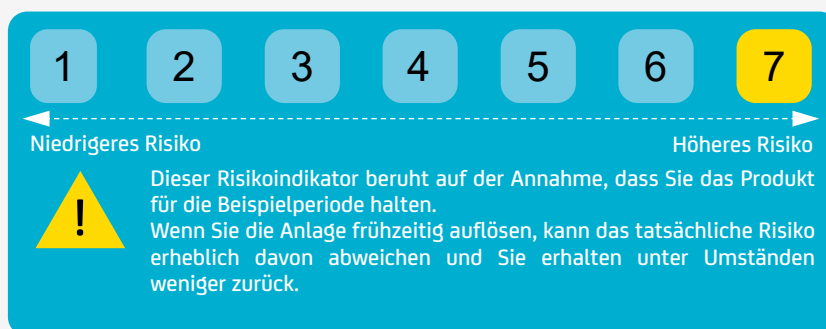 1 2 3 4 5 6 7
Niedrigeres Risiko Höheres Risiko
! Dieser Risikoindikator beruht auf der Annahme, dass Sie das Produkt
für die Beispielperiode halten.
Wenn Sie die Anlage frühzeitig auflösen, kann das tatsächliche Risiko
erheblich davon abweichen und Sie erhalten unter Umständen
weniger zurück.